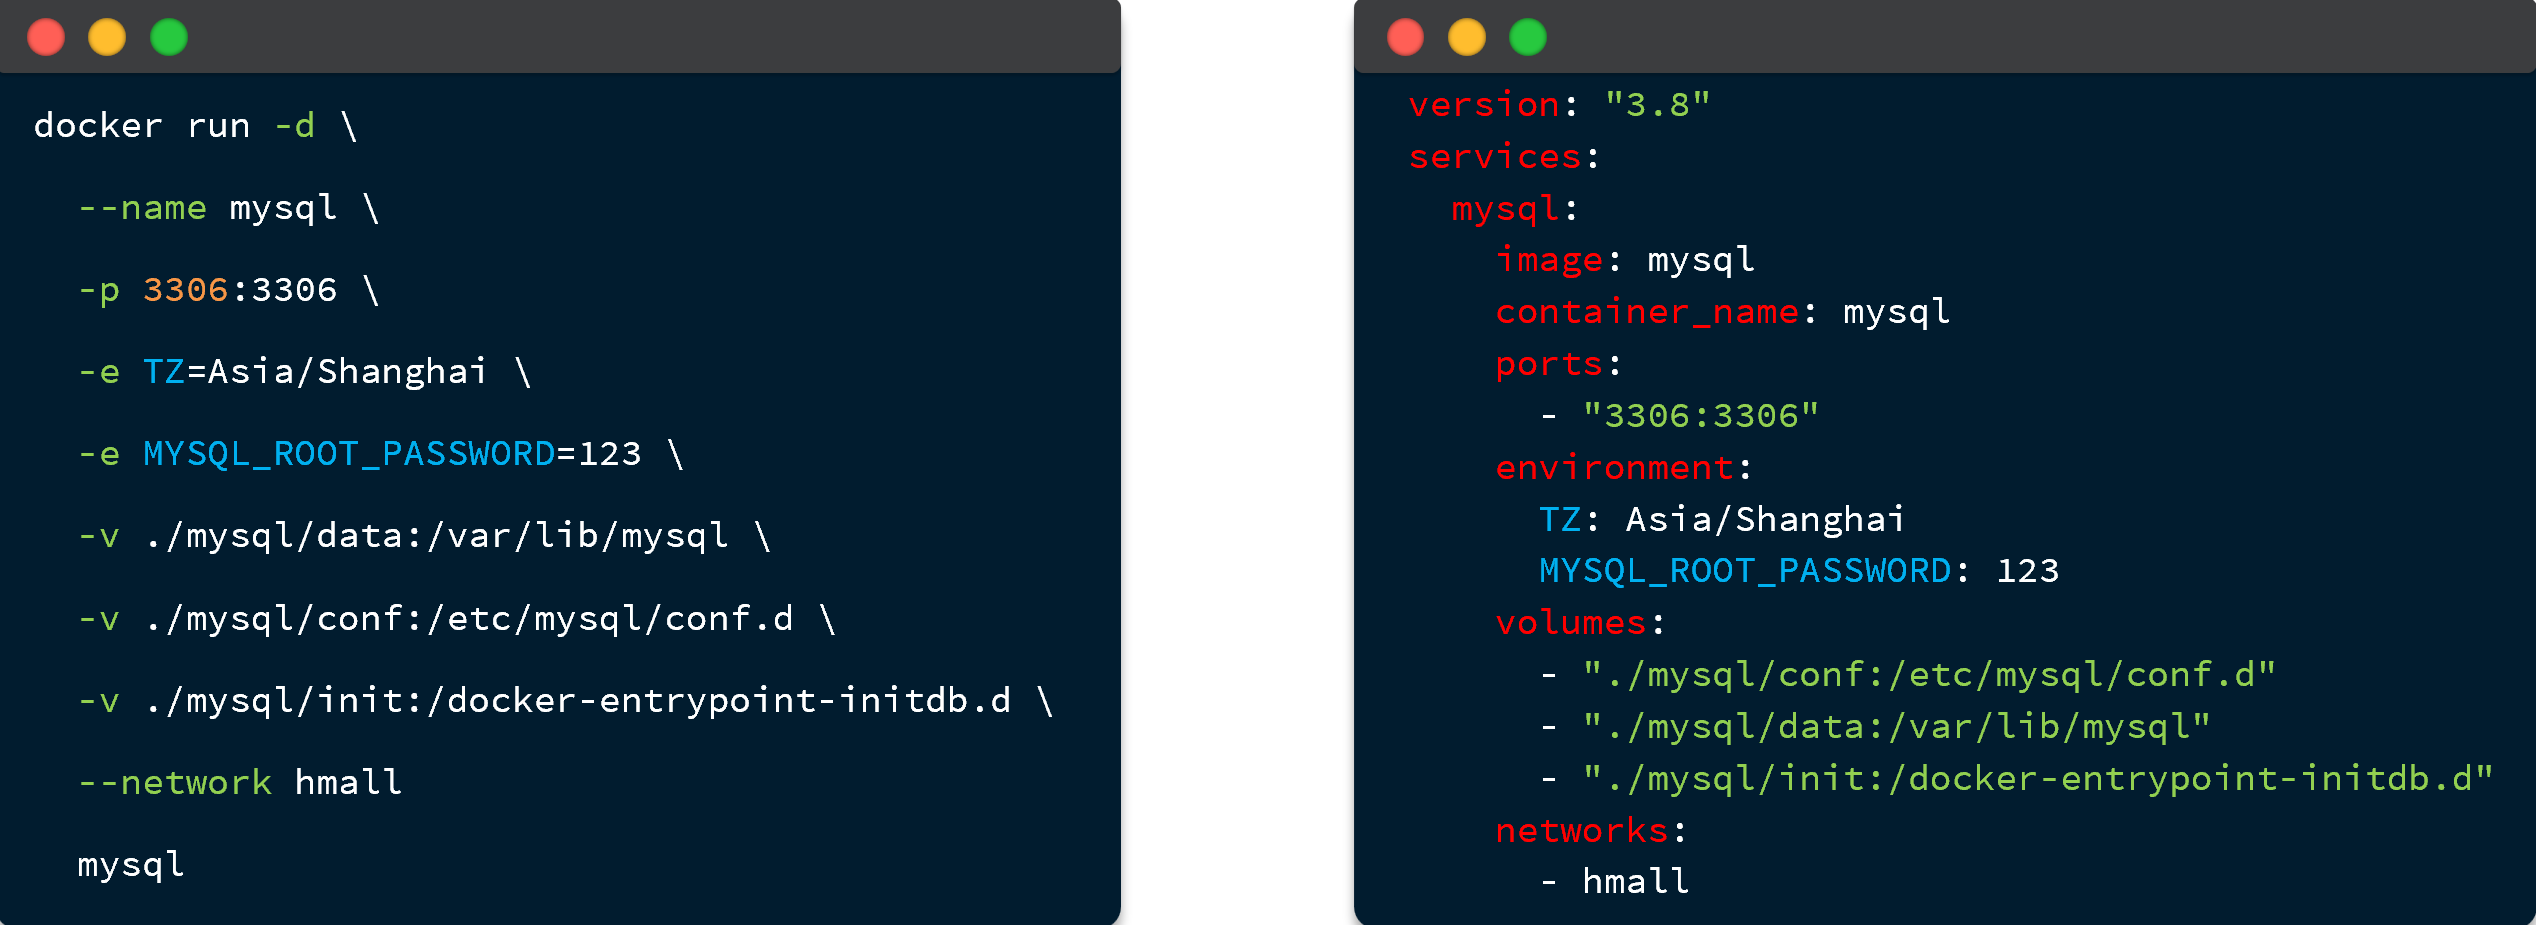 docker run -d \
--name mysql \
-p 3306:3306 \
-e TZ=Asia/Shanghai \
-e MYSQL_ROOT_PASSWORD=123 \
-v ./mysql/data:/var/lib/mysql \
-v ./mysql/conf:/etc/mysql/conf.d \
-v ./mysql/init:/docker-entrypoint-initdb.d \
--network hmall
mysql
version: "3.8"
services:
mysql:
image: mysql
container_name: mysql
ports:
- "3306:3306"
environment:
TZ: Asia/Shanghai
MYSQL_ROOT_PASSWORD: 123
volumes:
- "./mysql/conf:/etc/mysql/conf.d"
- "./mysql/data:/var/lib/mysql"
- "./mysql/init:/docker-entrypoint-initdb.d"
networks:
- hmall